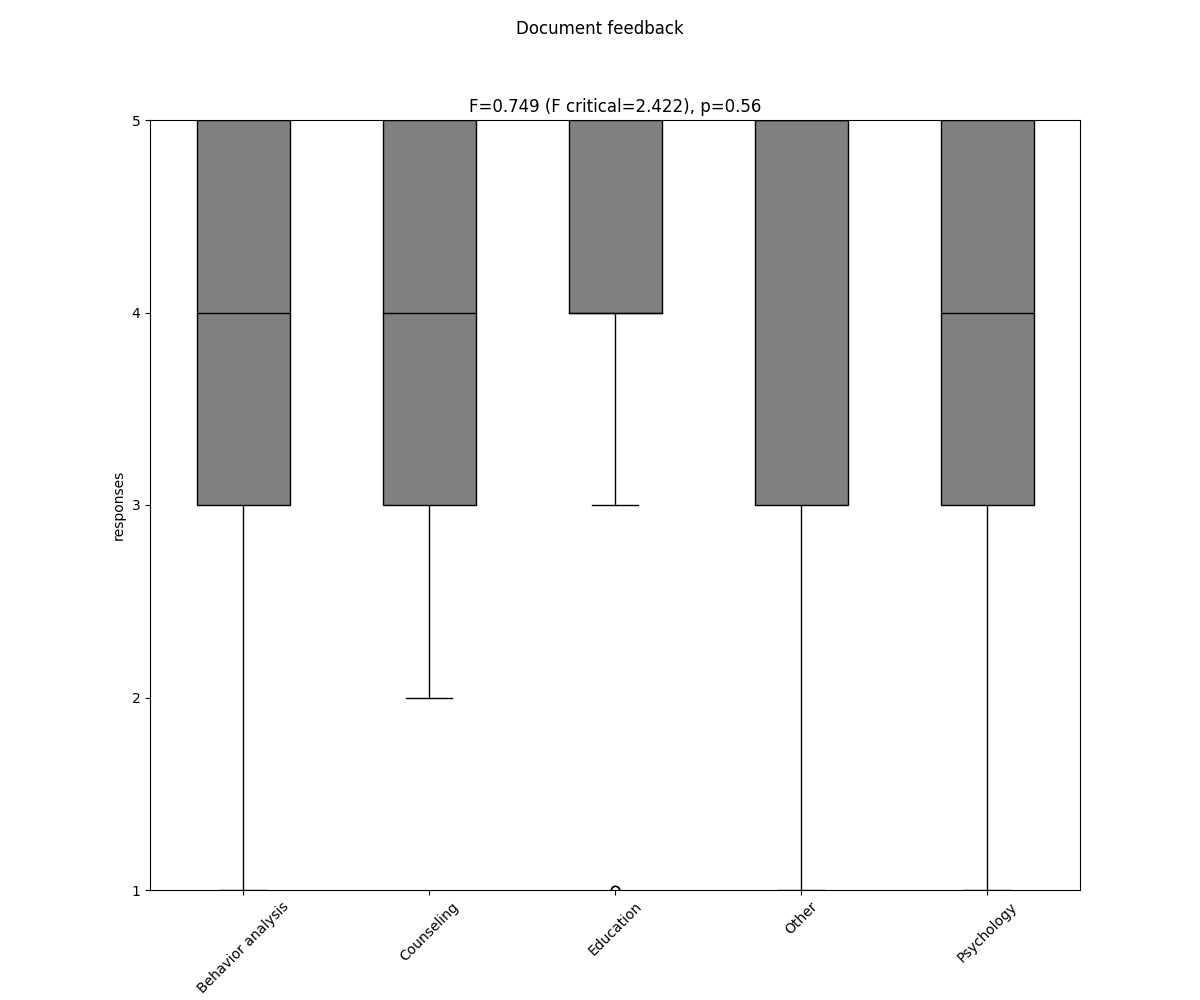 Document feedback
F=0.749 (F critical=2.422), p=0.56
5
4
3
2
1
responses
Behavior analysis
Counseling
Education
Other
Psychology